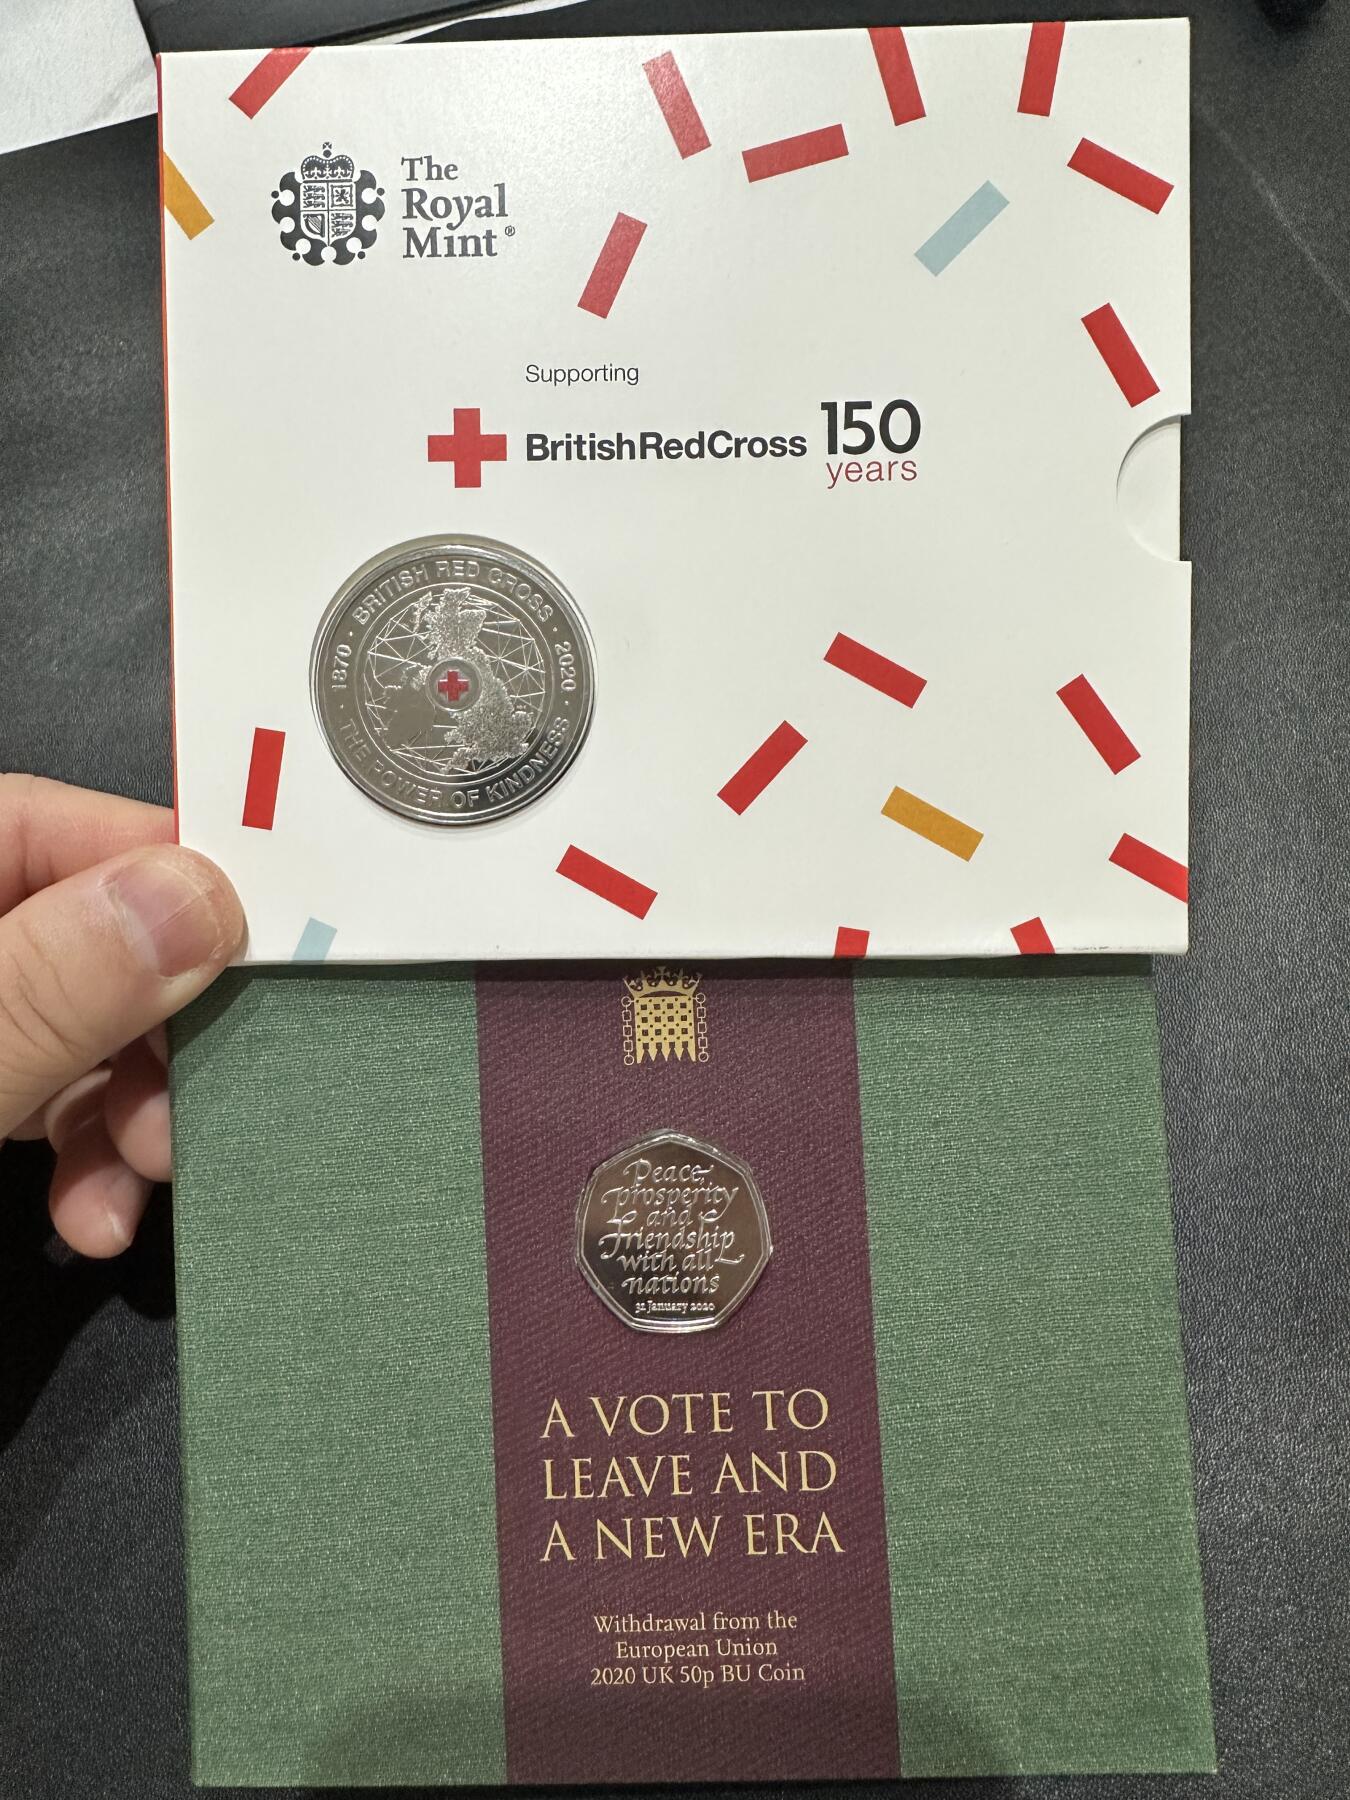 The
Royal
Mint®
Supporting
BritishRedCross 150
years
· BRITISH RED CROSS ·
1870
2020
· THE POWER OF KINDNESS ·
Peace,
prosperity
and
friendship
with all
nations
31 January 2020
A VOTE TO
LEAVE AND
A NEW ERA
Withdrawal from the
European Union
2020 UK 50p BU Coin